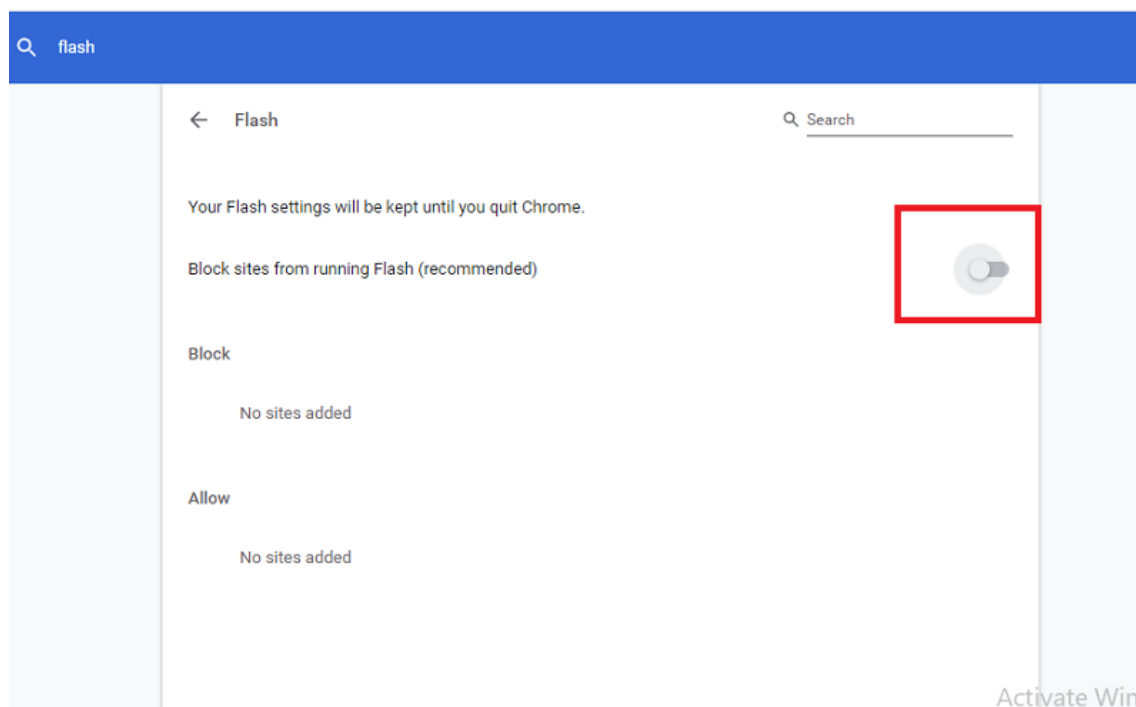 flash
Flash
Search
Your Flash settings will be kept until you quit Chrome.
Block sites from running Flash (recommended)
Block
No sites added
Allow
No sites added
Activate Win